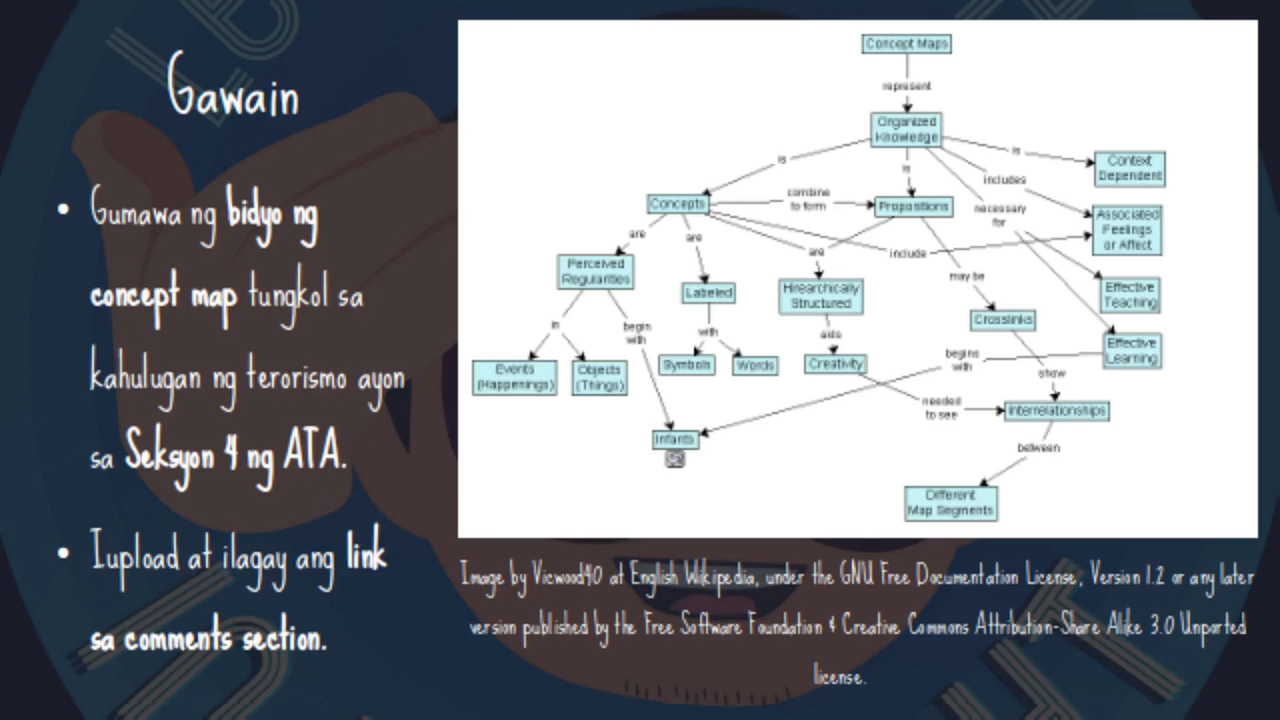 Gawain
• Gumawa ng bidyo ng
concept map tungkol sa
kahulugan ng terorismo ayon
sa Seksyon 4 ng ATA.
• Iupload at ilagay ang link
sa comments section.
Concept Maps
represent
Organized
Knowledge
is
is
is
includes
necessary
for
Context
Dependent
Concepts
combine
to form
Propositions
Associated
Feelings
or Affect
are
are
are
include
may be
Perceived
Regularities
Labeled
Hirearchically
Structured
Effective
Teaching
Crosslinks
in
begin
with
with
aids
begins
with
Effective
Learning
Events
(Happenings)
Objects
(Things)
Symbols
Words
Creativity
show
needed
to see
Interrelationships
Infants
between
Different
Map Segments
Image by Vicwood40 at English Wikipedia, under the GNU Free Documentation License, Version 1.2 or any later
version published by the Free Software Foundation & Creative Commons Attribution-Share Alike 3.0 Unported
license.